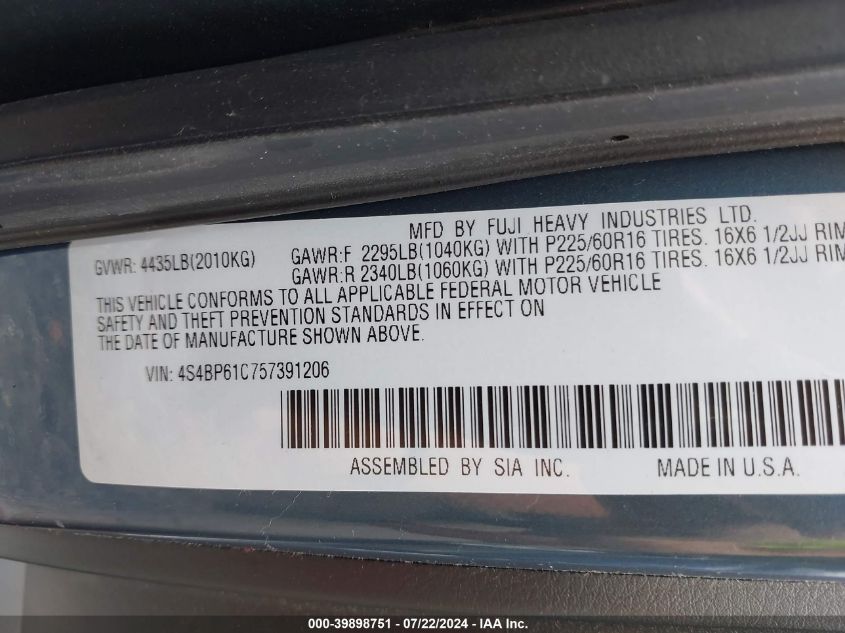 MFD BY FUJI HEAVY INDUSTRIES LTD.
GVWR: 4435LB(2010KG)
GAWR:F 2295LB(1040KG) WITH P225/60R16 TIRES. 16X6 1/2JJ RIM
GAWR:R 2340LB(1060KG) WITH P225/60R16 TIRES. 16X6 1/2JJ RIM
THIS VEHICLE CONFORMS TO ALL APPLICABLE FEDERAL MOTOR VEHICLE
SAFETY AND THEFT PREVENTION STANDARDS IN EFFECT ON
THE DATE OF MANUFACTURE SHOWN ABOVE.
VIN: 4S4BP61C757391206
ASSEMBLED BY SIA INC. MADE IN U.S.A.
000-39898751 / 07/22/2024 - IAA Inc.